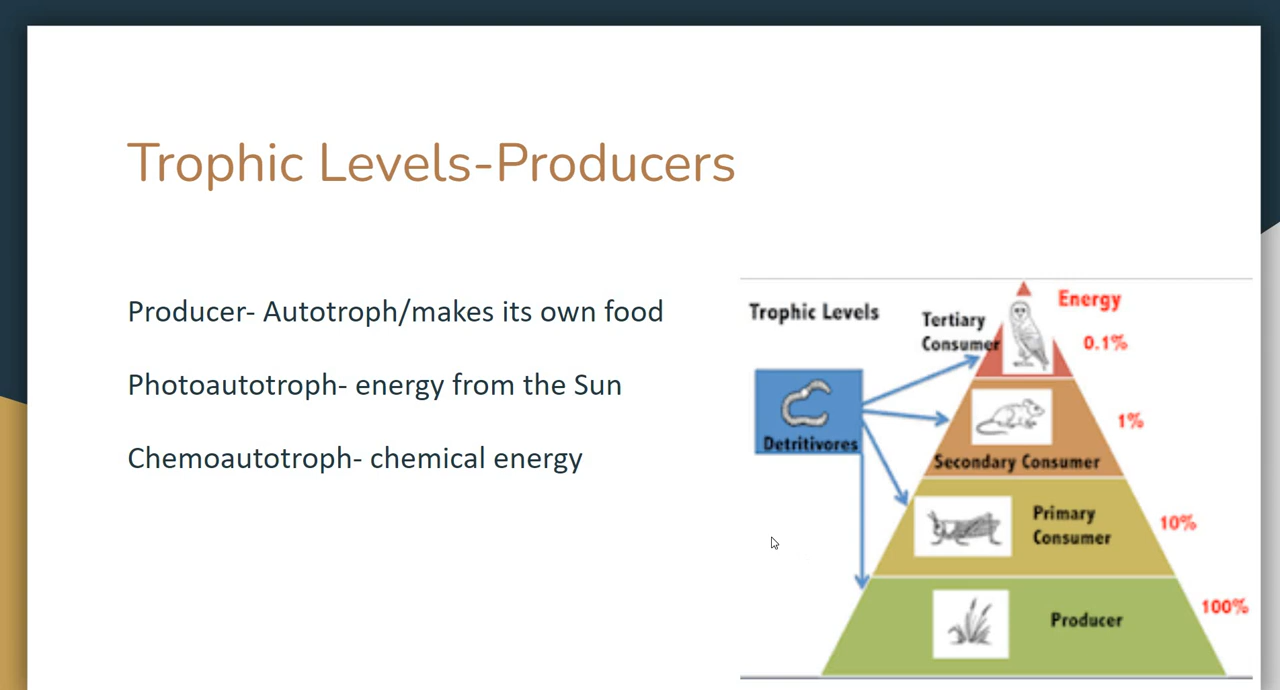 Trophic Levels-Producers
Producer- Autotroph/makes its own food
Photoautotroph- energy from the Sun
Chemoautotroph- chemical energy
Trophic Levels
Tertiary
Consumer
Energy
0.1%
Detritivores
1%
Secondary Consumer
Primary
Consumer
10%
Producer
100%